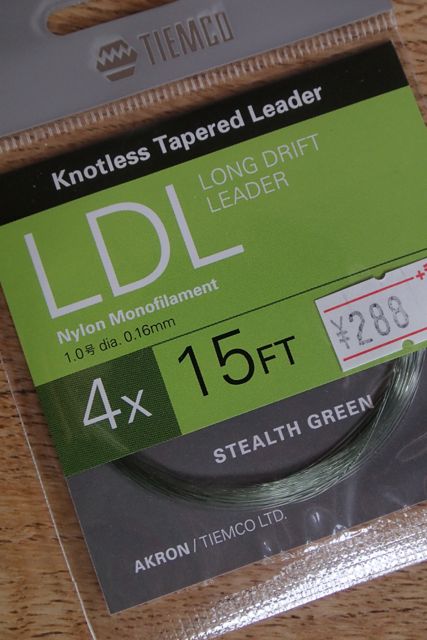 TIEMCO
Knotless Tapered Leader
LDL
LONG DRIFT
LEADER
Nylon Monofilament
1.0号 dia. 0.16mm
4x
15FT
¥288
STEALTH GREEN
AKRON/TIEMCO LTD.